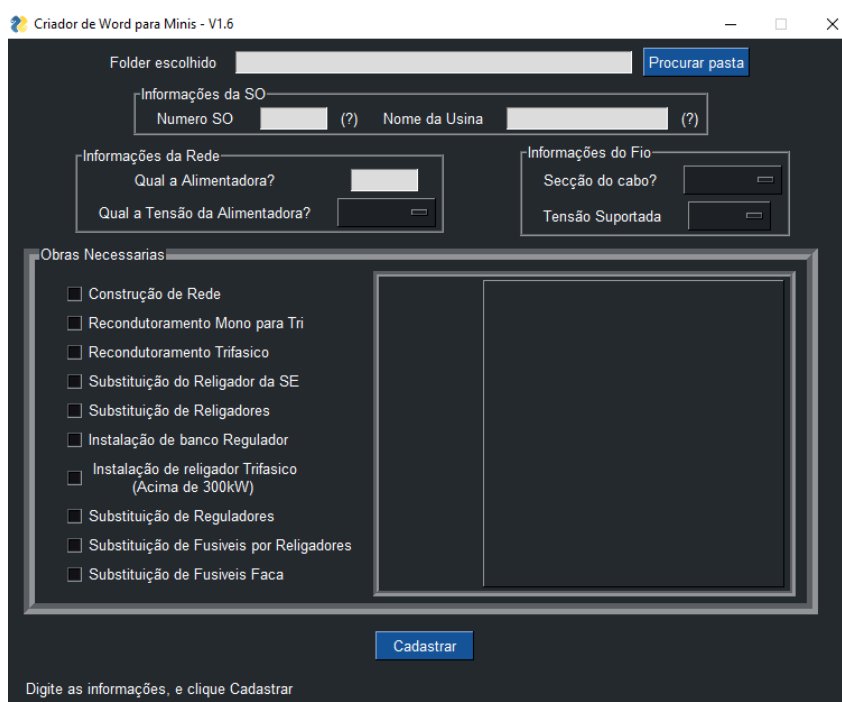 Criador de Word para Minis - V1.6
Folder escolhido Procurar pasta
Informações da SO
Numero SO (?) Nome da Usina (?)
Informações da Rede
Qual a Alimentadora?
Qual a Tensão da Alimentadora?
Informações do Fio
Secção do cabo?
Tensão Suportada
Obras Necessarias
Construção de Rede
Recondutoramento Mono para Tri
Recondutoramento Trifasico
Substituição do Religador da SE
Substituição de Religadores
Instalação de banco Regulador
Instalação de religador Trifasico
(Acima de 300kW)
Substituição de Reguladores
Substituição de Fusiveis por Religadores
Substituição de Fusiveis Faca
Cadastrar
Digite as informações, e clique Cadastrar